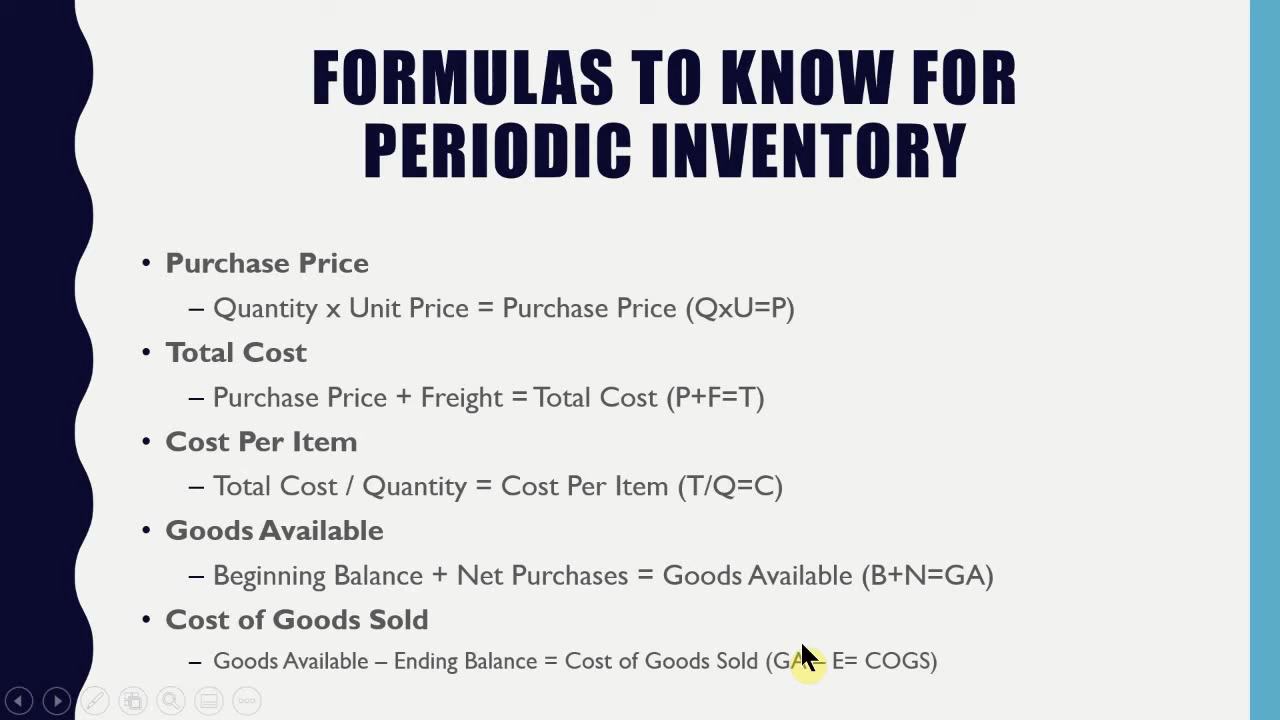 FORMULAS TO KNOW FOR
PERIODIC INVENTORY
• Purchase Price
– Quantity x Unit Price = Purchase Price (QxU=P)
• Total Cost
– Purchase Price + Freight = Total Cost (P+F=T)
• Cost Per Item
– Total Cost / Quantity = Cost Per Item (T/Q=C)
• Goods Available
– Beginning Balance + Net Purchases = Goods Available (B+N=GA)
• Cost of Goods Sold
– Goods Available – Ending Balance = Cost of Goods Sold (GA – E= COGS)